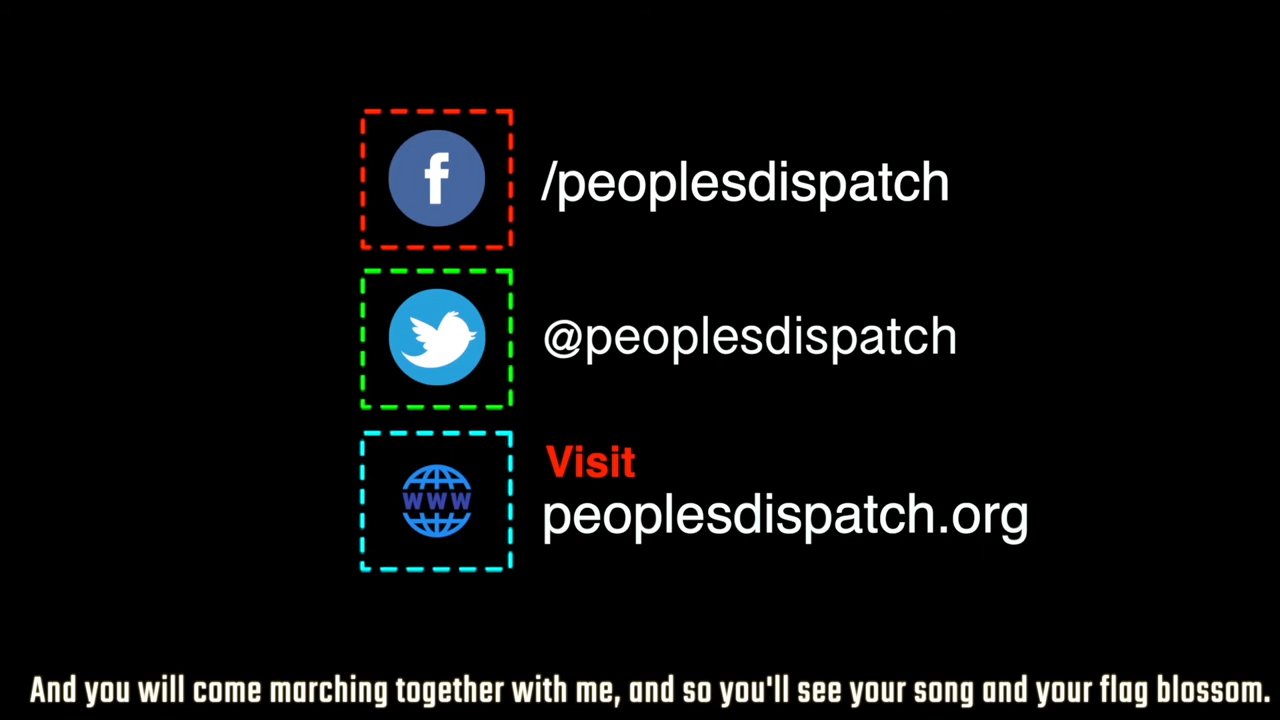 f
/peoplesdispatch
@peoplesdispatch
Visit
www
peoplesdispatch.org
And you will come marching together with me, and so you'll see your song and your flag blossom.